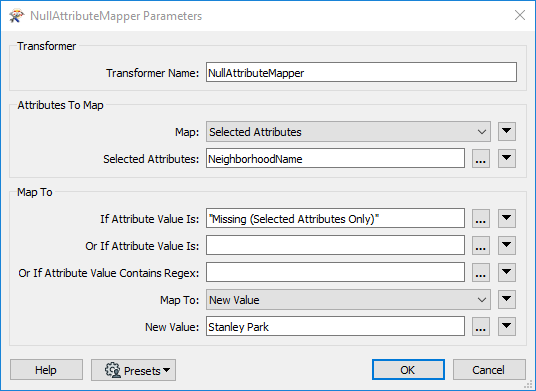 NullAttributeMapper Parameters
Transformer
Transformer Name: NullAttributeMapper
Attributes To Map
Map: Selected Attributes
Selected Attributes: NeighborhoodName ...
Map To
If Attribute Value Is: "Missing (Selected Attributes Only)" ...
Or If Attribute Value Is: ...
Or If Attribute Value Contains Regex: ...
Map To: New Value
New Value: Stanley Park ...
Help Presets OK Cancel